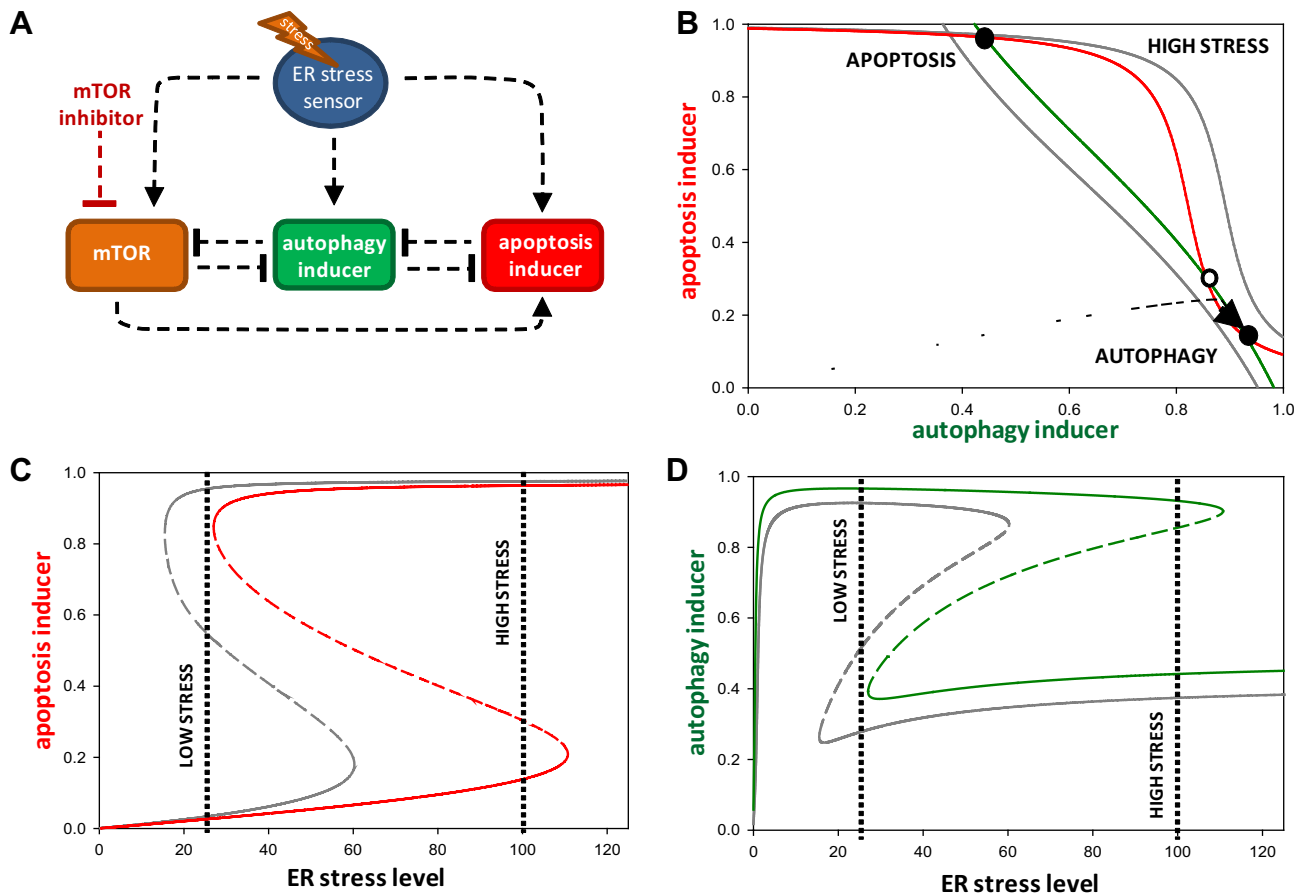 A
stress
ER stress
sensor
mTOR
inhibitor
mTOR
autophagy
inducer
apoptosis
inducer
B
apoptosis inducer
1.0
0.8
0.6
0.4
0.2
0.0
APOPTOSIS
HIGH STRESS
AUTOPHAGY
0.0 0.2 0.4 0.6 0.8 1.0
autophagy inducer
C
apoptosis inducer
1.0
0.8
0.6
0.4
0.2
0.0
LOW STRESS
HIGH STRESS
0 20 40 60 80 100 120
ER stress level
D
autophagy inducer
1.0
0.8
0.6
0.4
0.2
0.0
LOW STRESS
HIGH STRESS
0 20 40 60 80 100 120
ER stress level